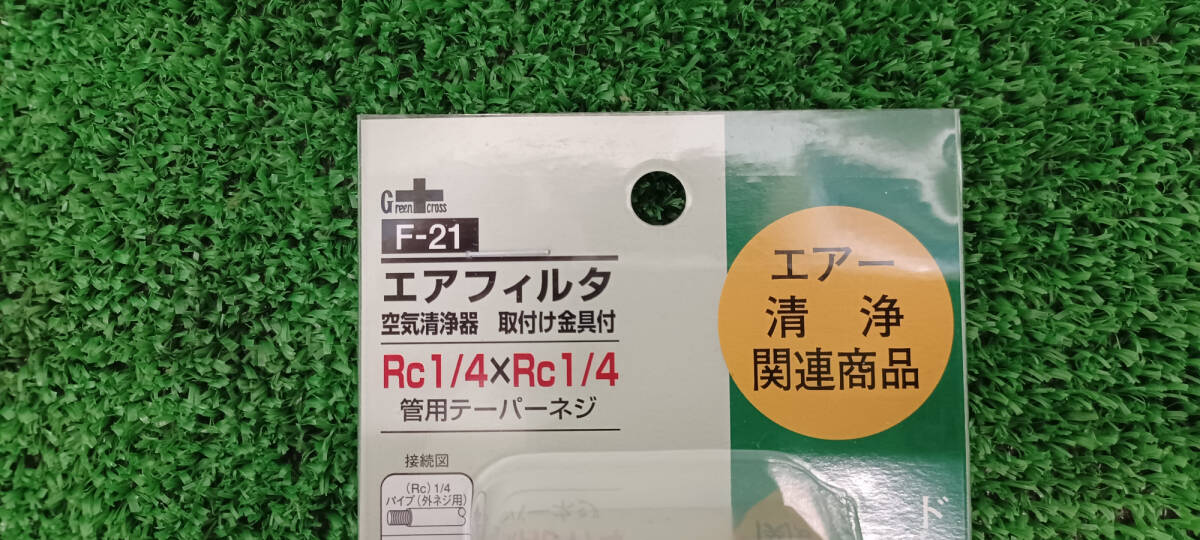 Green cross
F-21
エアフィルタ
空気清浄器 取付け金具付
Rc1/4×Rc1/4
管用テーパーネジ
接続図
(Rc) 1/4
パイプ(外ネジ用)
エアー
清 浄
関連商品
ド